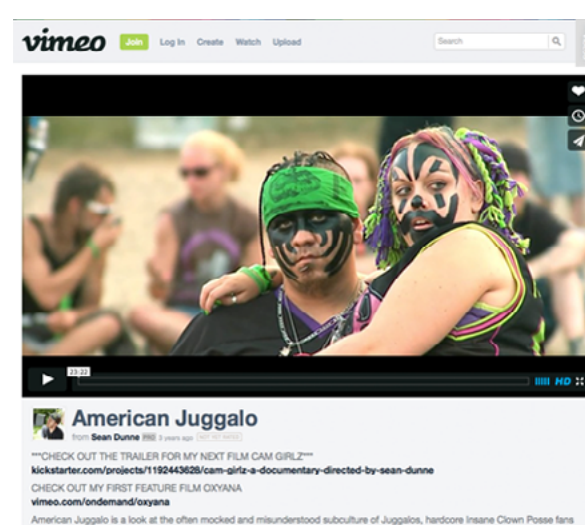 vimeo Join Log In Create Watch Upload Search
23:22
HD
American Juggalo
from Sean Dunne PRO 3 years ago NOT YET RATED
***CHECK OUT THE TRAILER FOR MY NEXT FILM CAM GIRLZ***
kickstarter.com/projects/1192443628/cam-girlz-a-documentary-directed-by-sean-dunne
CHECK OUT MY FIRST FEATURE FILM OXYANA
vimeo.com/ondemand/oxyana
American Juggalo is a look at the often mocked and misunderstood subculture of Juggalos, hardcore Insane Clown Posse fans